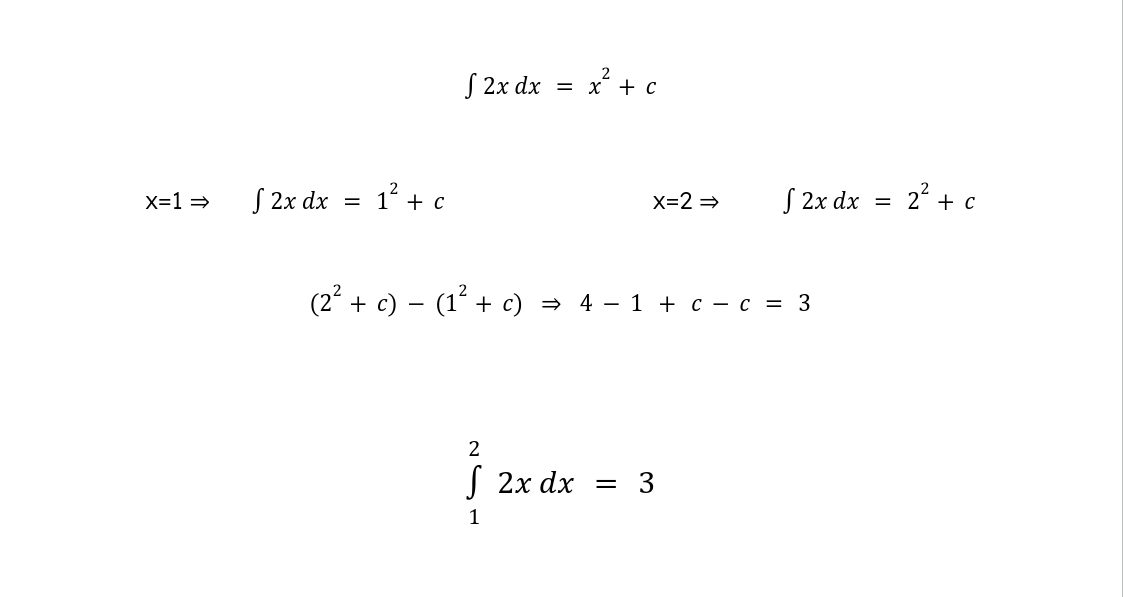 ∫ 2x dx = x² + c
x=1 ⇒ ∫ 2x dx = 1² + c x=2 ⇒ ∫ 2x dx = 2² + c
(2² + c) − (1² + c) ⇒ 4 − 1 + c − c = 3
2
∫ 2x dx = 3
1